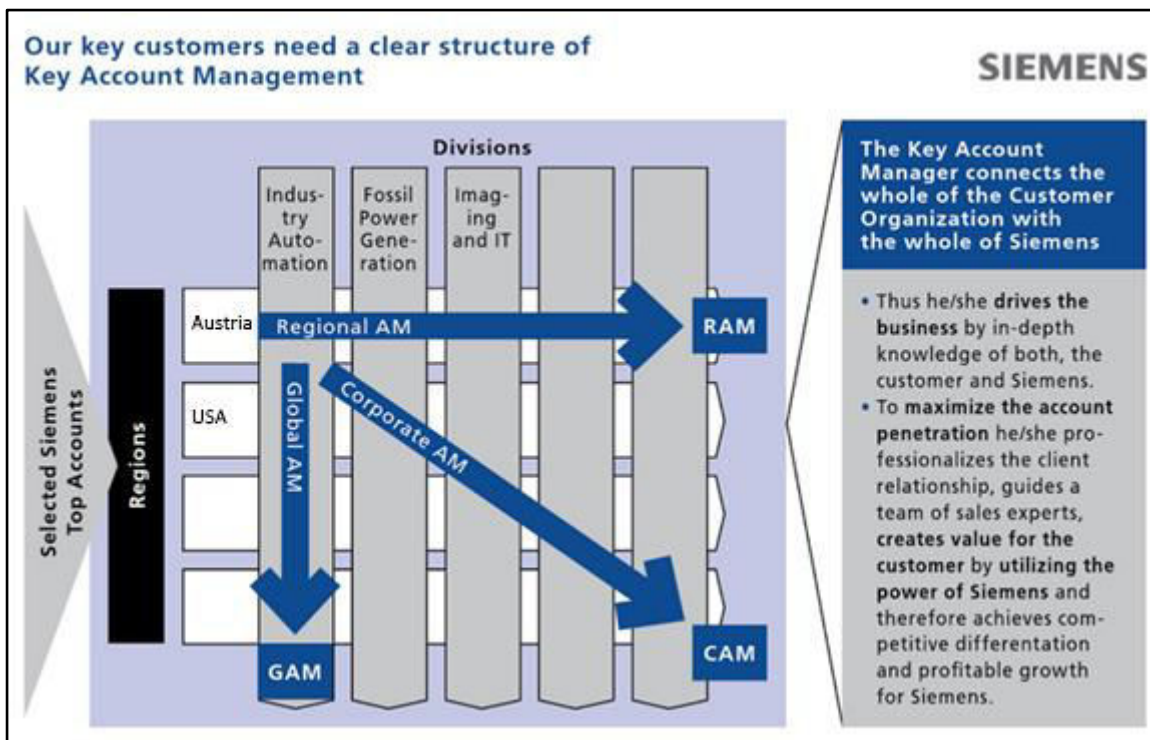 Our key customers need a clear structure of
Key Account Management
SIEMENS
Selected Siemens
Top Accounts
Regions
Divisions
Indus-
try
Auto-
mation
Fossil
Power
Gene-
ration
Imag-
ing
and IT
Austria
USA
Regional AM
Global AM
Corporate AM
RAM
GAM
CAM
The Key Account
Manager connects the
whole of the Customer
Organization with
the whole of Siemens
• Thus he/she drives the
business by in-depth
knowledge of both, the
customer and Siemens.
• To maximize the account
penetration he/she pro-
fessionalizes the client
relationship, guides a
team of sales experts,
creates value for the
customer by utilizing the
power of Siemens and
therefore achieves com-
petitive differentation
and profitable growth
for Siemens.